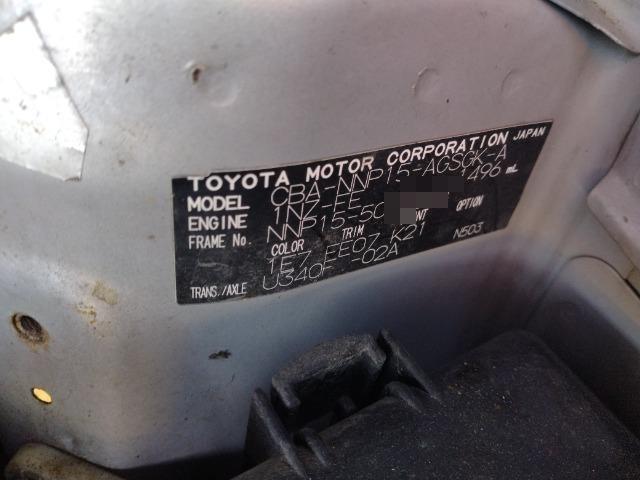 TOYOTA MOTOR CORPORATION JAPAN
MODEL CBA-NNP15-AGSGK-A
ENGINE 1NZ-FE 1496 mL
FRAME No. NNP15-50
COLOR TRIM OPTION
1E7 EE07 K21 N503
TRANS./AXLE U340F -02A